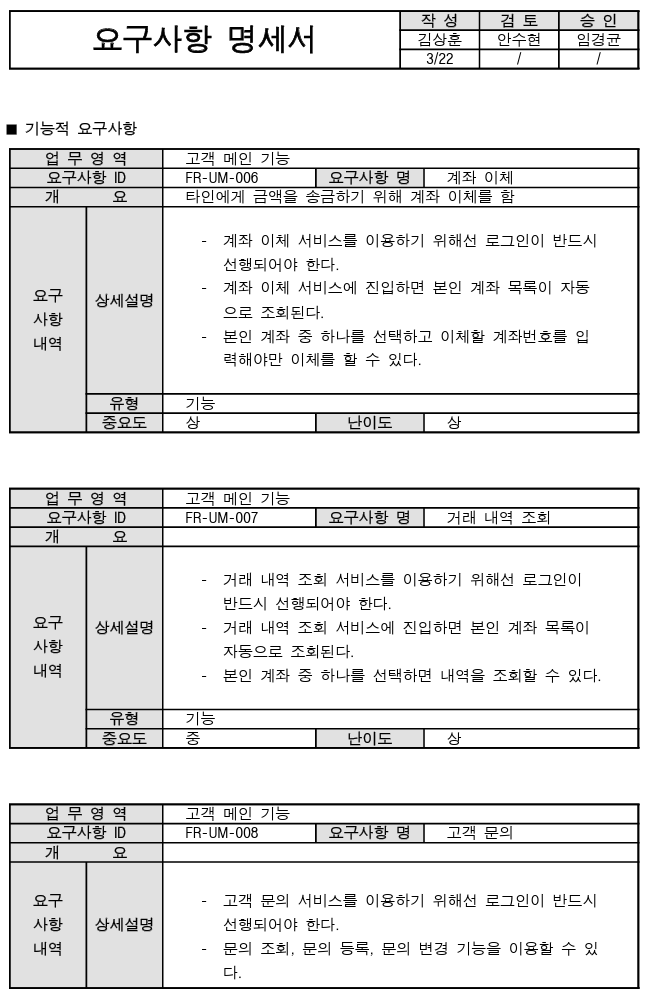 요구사항 명세서
작 성 검 토 승 인
김상훈 안수현 임경균
3/22 / /
■ 기능적 요구사항
업 무 영 역 고객 메인 기능
요구사항 ID FR-UM-006 요구사항 명 계좌 이체
개 요 타인에게 금액을 송금하기 위해 계좌 이체를 함
요구
사항
내역
상세설명
- 계좌 이체 서비스를 이용하기 위해선 로그인이 반드시
선행되어야 한다.
- 계좌 이체 서비스에 진입하면 본인 계좌 목록이 자동
으로 조회된다.
- 본인 계좌 중 하나를 선택하고 이체할 계좌번호를 입
력해야만 이체를 할 수 있다.
유형 기능
중요도 상 난이도 상
업 무 영 역 고객 메인 기능
요구사항 ID FR-UM-007 요구사항 명 거래 내역 조회
개 요
요구
사항
내역
상세설명
- 거래 내역 조회 서비스를 이용하기 위해선 로그인이
반드시 선행되어야 한다.
- 거래 내역 조회 서비스에 진입하면 본인 계좌 목록이
자동으로 조회된다.
- 본인 계좌 중 하나를 선택하면 내역을 조회할 수 있다.
유형 기능
중요도 중 난이도 상
업 무 영 역 고객 메인 기능
요구사항 ID FR-UM-008 요구사항 명 고객 문의
개 요
요구
사항
내역
상세설명
- 고객 문의 서비스를 이용하기 위해선 로그인이 반드시
선행되어야 한다.
- 문의 조회, 문의 등록, 문의 변경 기능을 이용할 수 있
다.